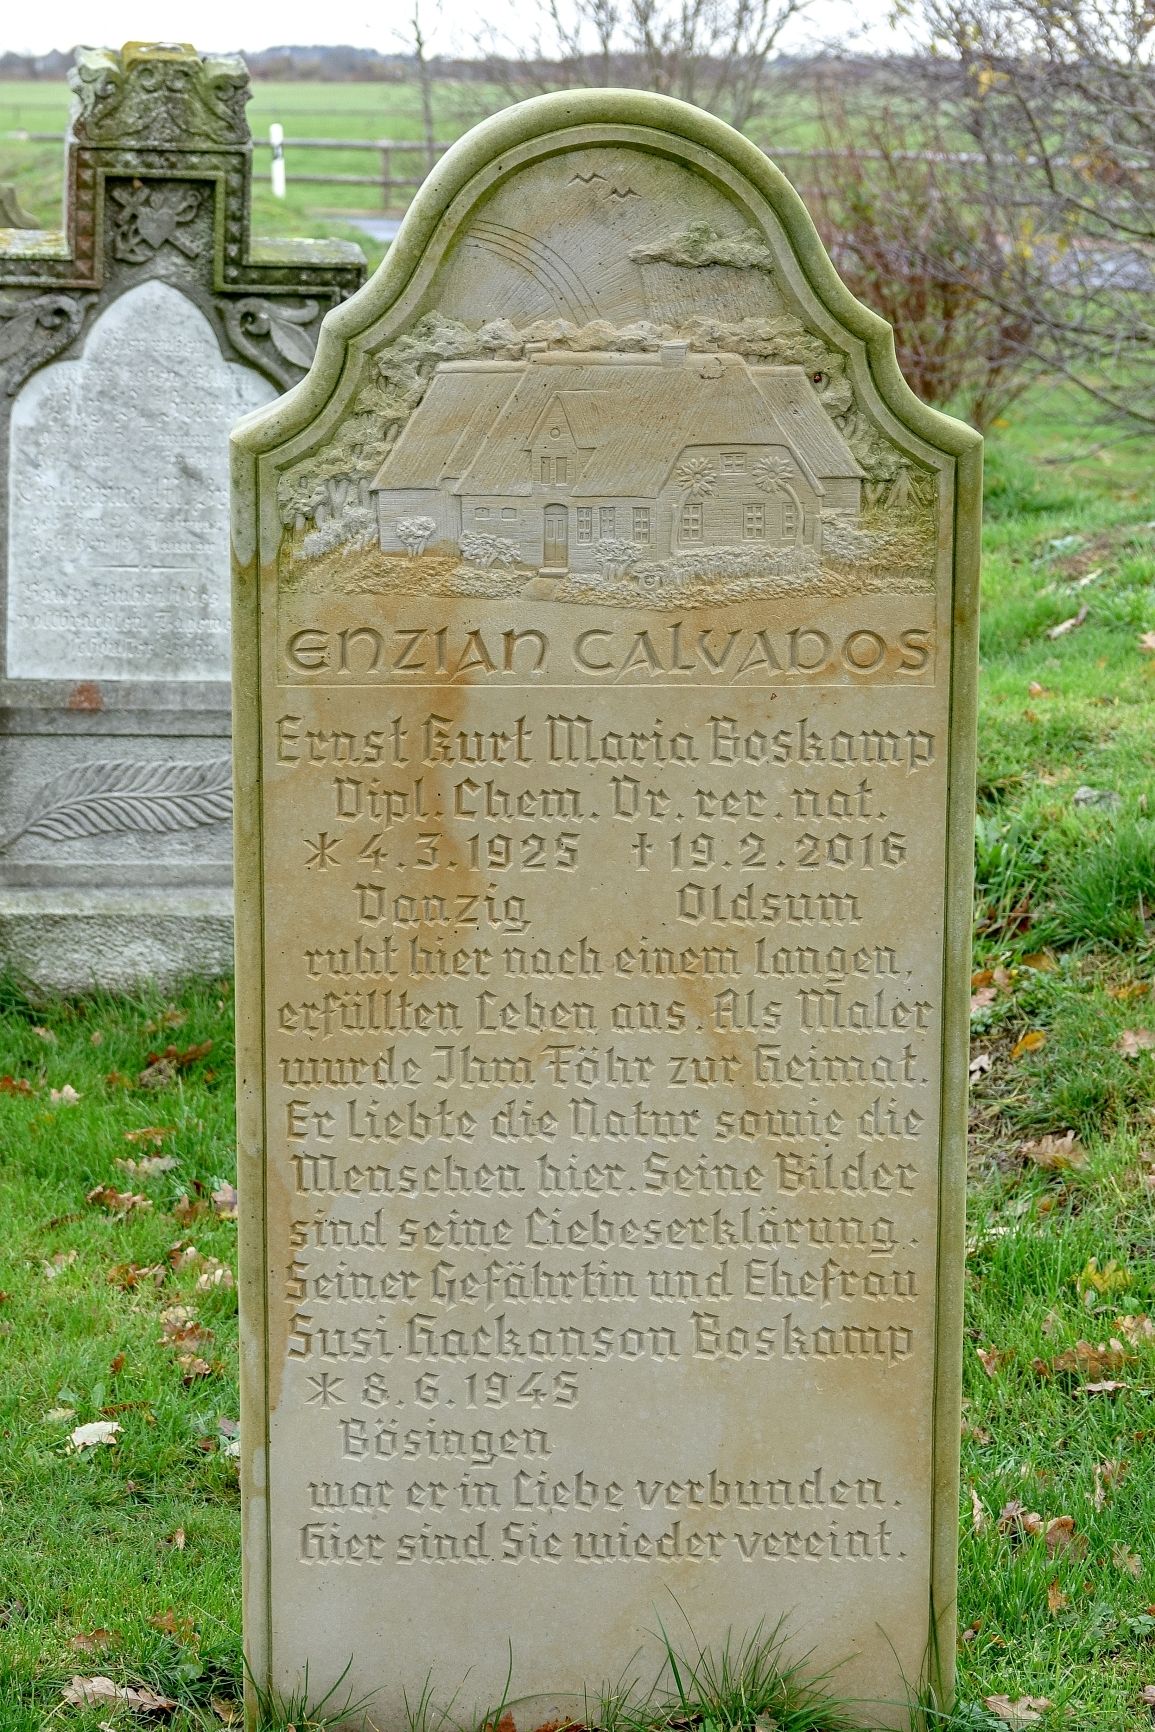 ENZIAN CALVADOS
Ernst Kurt Maria Boskamp
Dipl. Chem. Dr. rer. nat.
* 4.3.1925 † 19.2.2016
Danzig Oldsum
ruht hier nach einem langen,
erfüllten Leben aus. Als Maler
wurde Ihm Föhr zur Heimat.
Er liebte die Natur sowie die
Menschen hier. Seine Bilder
sind seine Liebeserklärung.
Seiner Gefährtin und Ehefrau
Susi Hackanson Boskamp
* 8.6.1945
Bösingen
war er in Liebe verbunden.
Hier sind Sie wieder vereint.